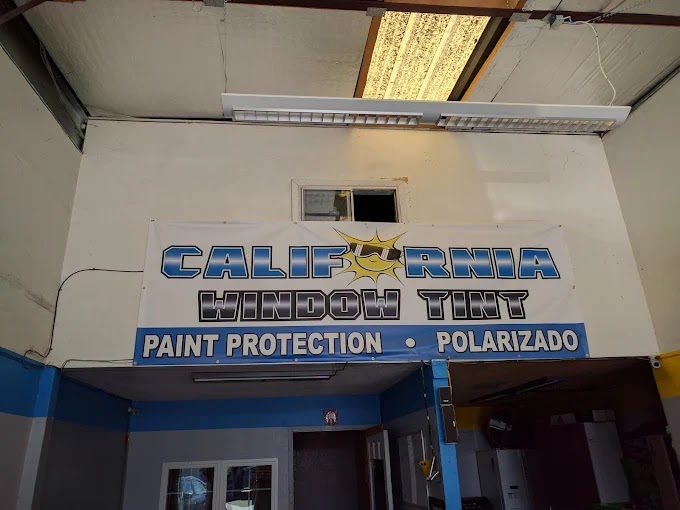 CALIFORNIA
WINDOW TINT
PAINT PROTECTION • POLARIZADO